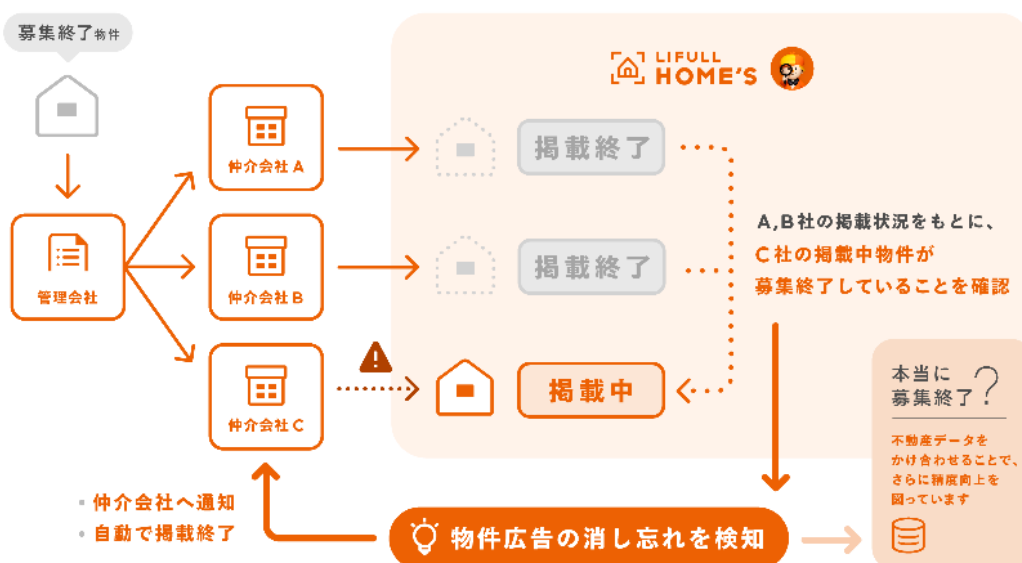 募集終了物件
LIFULL
HOME'S
仲介会社 A
掲載終了
A,B社の掲載状況をもとに、
C社の掲載中物件が
募集終了していることを確認
管理会社
仲介会社 B
掲載終了
仲介会社 C
掲載中
本当に
募集終了?
不動産データを
かけ合わせることで、
さらに精度向上を
図っています
・仲介会社へ通知
・自動で掲載終了
物件広告の消し忘れを検知